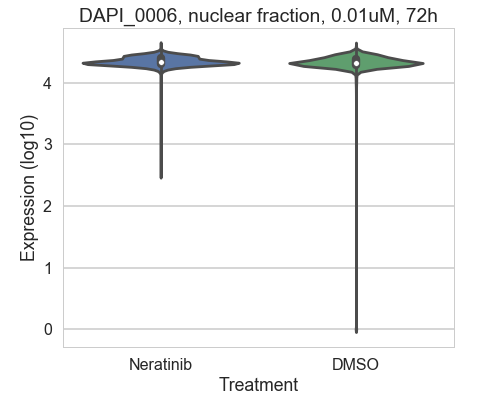 DAPI_0006, nuclear fraction, 0.01uM, 72h
Expression (log10)
4
3
2
1
0
Neratinib DMSO
Treatment